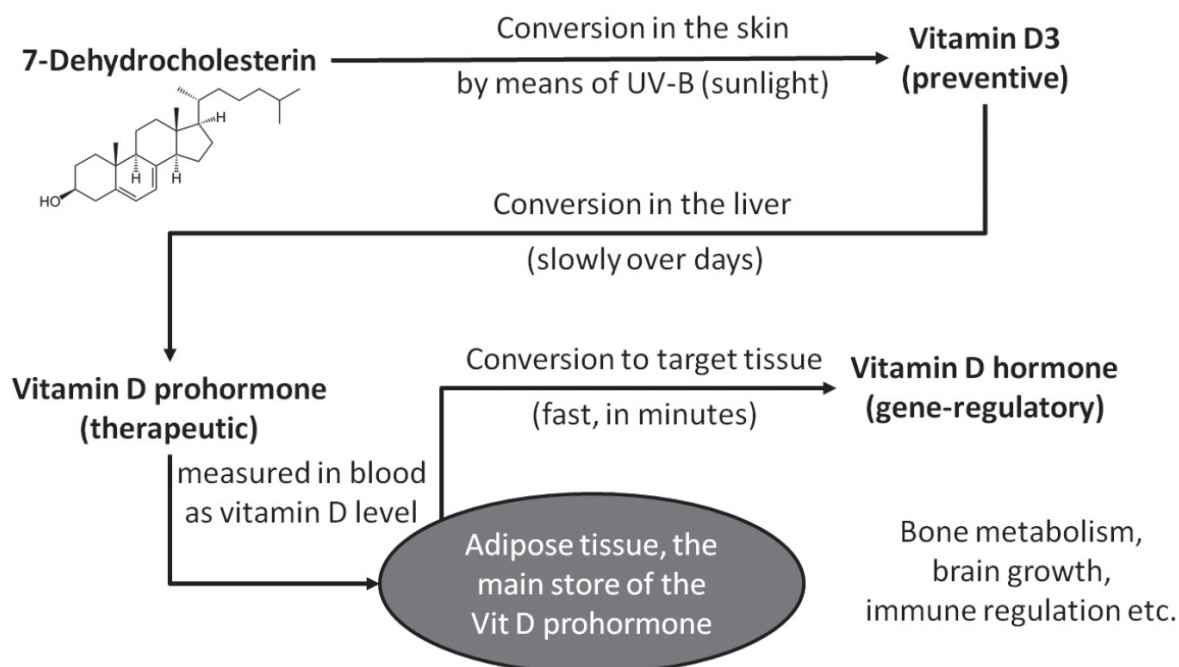 7-Dehydrocholesterin
Conversion in the skin
by means of UV-B (sunlight)
Vitamin D3
(preventive)
H
H
H
HO
Conversion in the liver
(slowly over days)
Vitamin D prohormone
(therapeutic)
measured in blood
as vitamin D level
Conversion to target tissue
(fast, in minutes)
Vitamin D hormone
(gene-regulatory)
Adipose tissue, the
main store of the
Vit D prohormone
Bone metabolism,
brain growth,
immune regulation etc.